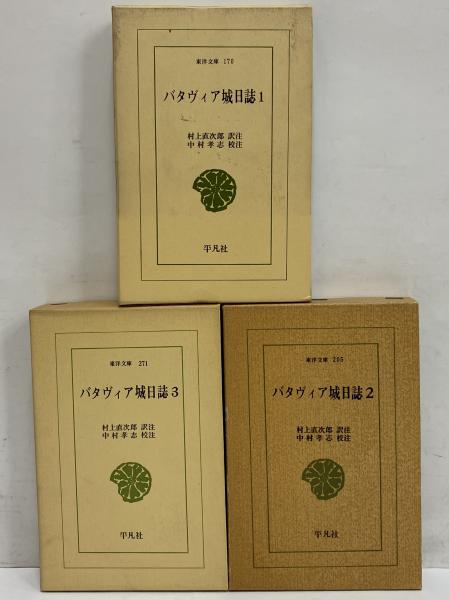 東洋文庫 170
バタヴィア城日誌1
村上直次郎 訳注
中村孝志 校注
平凡社
東洋文庫 271
バタヴィア城日誌3
村上直次郎 訳注
中村孝志 校注
平凡社
東洋文庫 205
バタヴィア城日誌2
村上直次郎 訳注
中村孝志 校注
平凡社